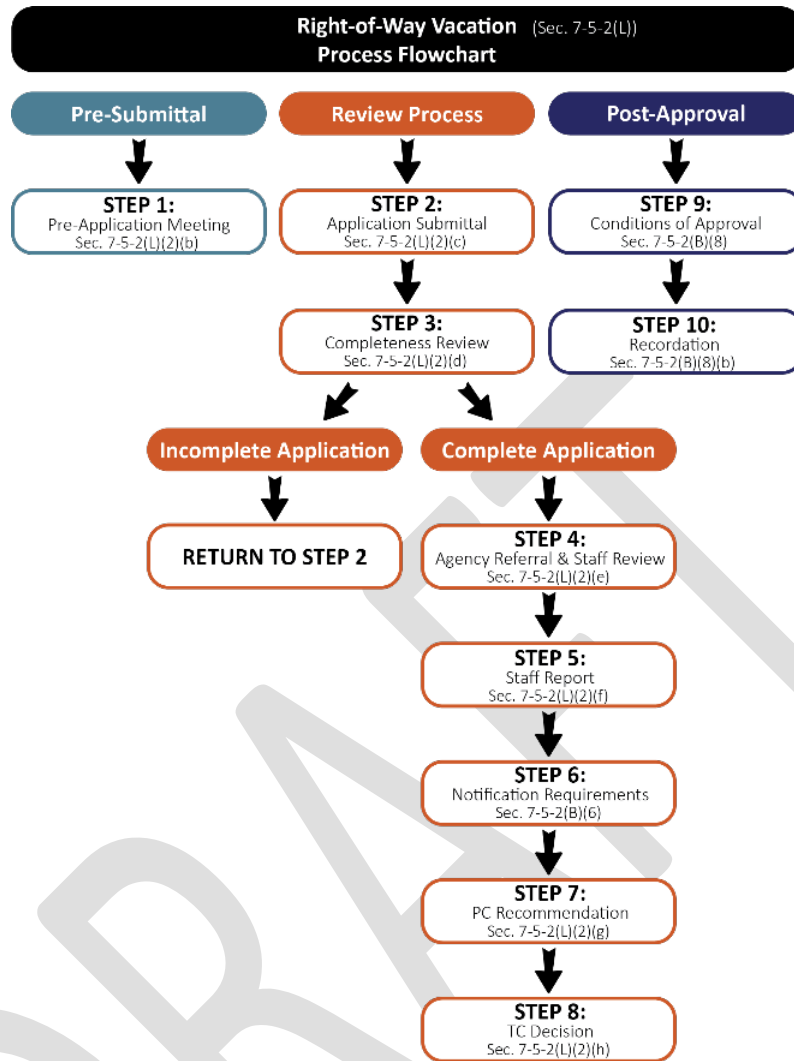 Right-of-Way Vacation (Sec. 7-5-2(L))
Process Flowchart
Pre-Submittal
STEP 1:
Pre-Application Meeting
Sec. 7-5-2(L)(2)(b)
Review Process
STEP 2:
Application Submittal
Sec. 7-5-2(L)(2)(c)
STEP 3:
Completeness Review
Sec. 7-5-2(L)(2)(d)
Incomplete Application
RETURN TO STEP 2
Complete Application
STEP 4:
Agency Referral & Staff Review
Sec. 7-5-2(L)(2)(e)
STEP 5:
Staff Report
Sec. 7-5-2(L)(2)(f)
STEP 6:
Notification Requirements
Sec. 7-5-2(B)(6)
STEP 7:
PC Recommendation
Sec. 7-5-2(L)(2)(g)
STEP 8:
TC Decision
Sec. 7-5-2(L)(2)(h)
Post-Approval
STEP 9:
Conditions of Approval
Sec. 7-5-2(B)(8)
STEP 10:
Recordation
Sec. 7-5-2(B)(8)(b)
DRAFT